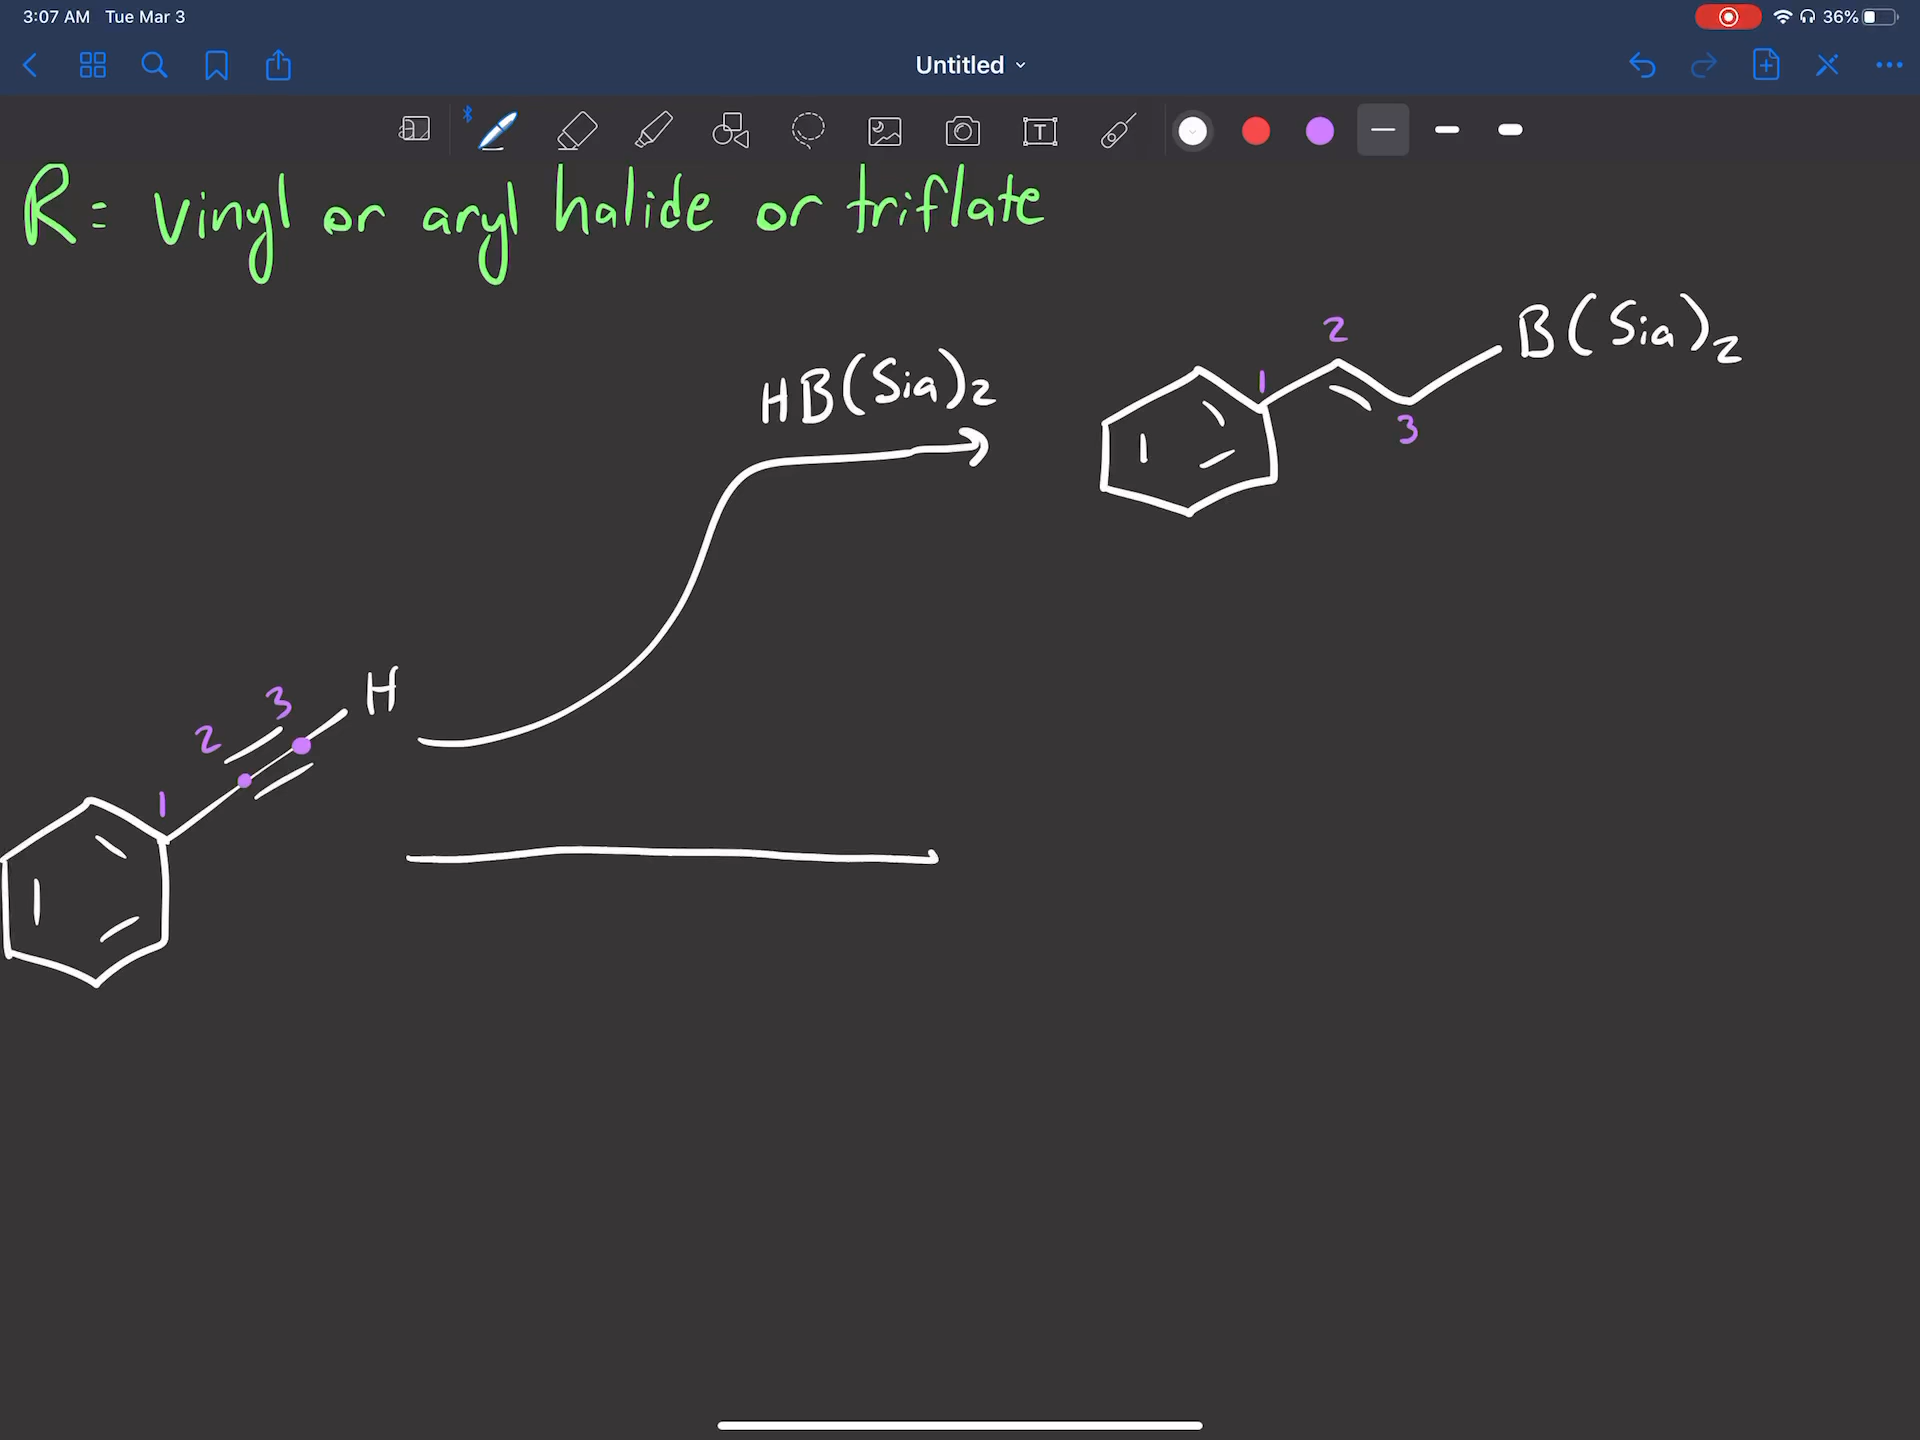 3:07 AM Tue Mar 3
36%
Untitled
T
R= vinyl or aryl halide or triflate
HB(Sia)2
1
2
3
B(Sia)2
1
2
3
H